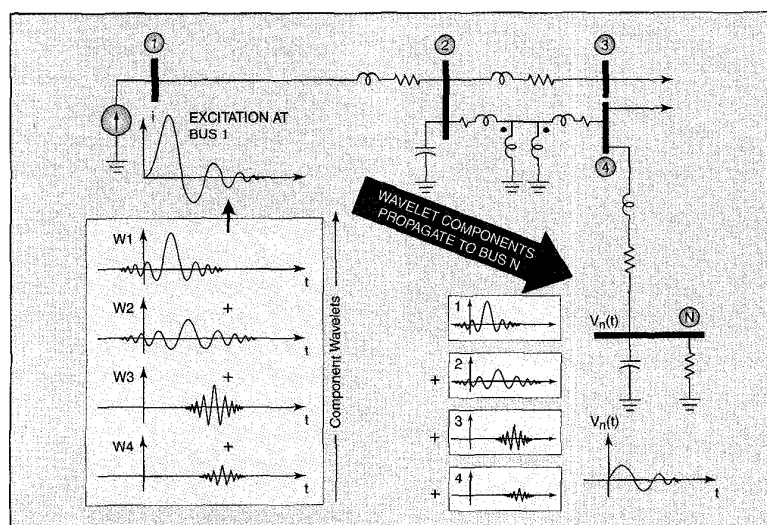 1
2
3
i
EXCITATION AT
BUS 1
t
4
WAVELET COMPONENTS
PROPAGATE TO BUS N
W1
t
+
W2
t
+
W3
t
+
W4
t
Component Wavelets
1
+
2
+
3
+
4
Vn(t)
N
Vn(t)
t